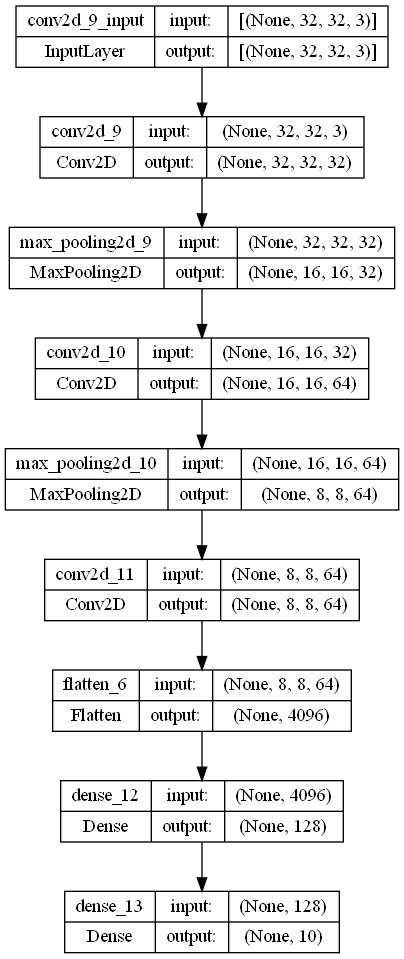 conv2d_9_input input: [(None, 32, 32, 3)]
InputLayer output: [(None, 32, 32, 3)]
conv2d_9 input: (None, 32, 32, 3)
Conv2D output: (None, 32, 32, 32)
max_pooling2d_9 input: (None, 32, 32, 32)
MaxPooling2D output: (None, 16, 16, 32)
conv2d_10 input: (None, 16, 16, 32)
Conv2D output: (None, 16, 16, 64)
max_pooling2d_10 input: (None, 16, 16, 64)
MaxPooling2D output: (None, 8, 8, 64)
conv2d_11 input: (None, 8, 8, 64)
Conv2D output: (None, 8, 8, 64)
flatten_6 input: (None, 8, 8, 64)
Flatten output: (None, 4096)
dense_12 input: (None, 4096)
Dense output: (None, 128)
dense_13 input: (None, 128)
Dense output: (None, 10)